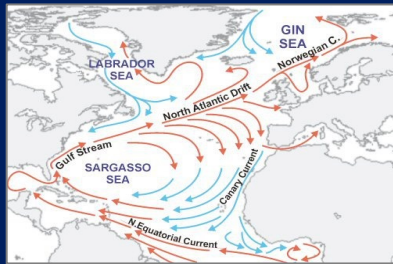 GIN
SEA
LABRADOR
SEA
Norwegian C.
North Atlantic Drift
Gulf Stream
SARGASSO
SEA
Canary Current
N.Equatorial Current